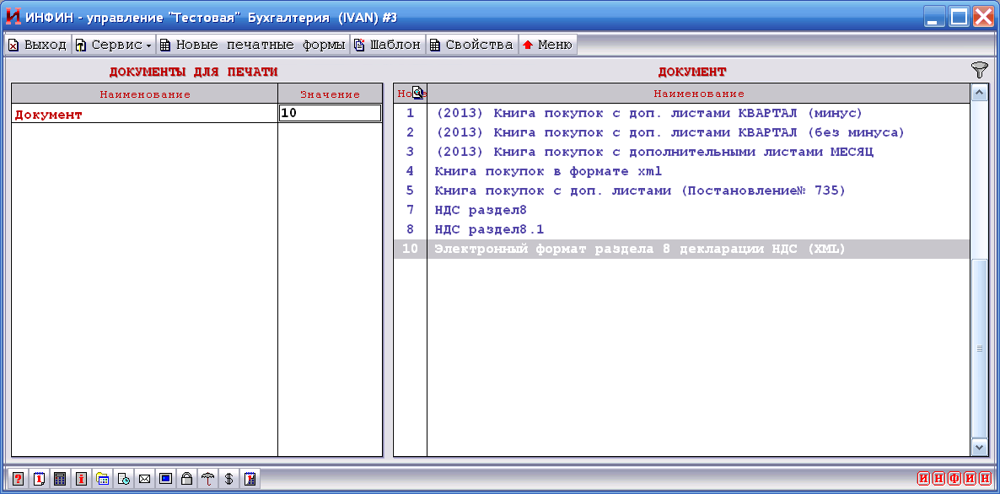 ИНФИН - управление "Тестовая" Бухгалтерия (IVAN) #3
Выход Сервис Новые печатные формы Шаблон Свойства Меню
ДОКУМЕНТЫ ДЛЯ ПЕЧАТИ
Наименование Значение
Документ 10
ДОКУМЕНТ
Наименование
1 (2013) Книга покупок с доп. листами КВАРТАЛ (минус)
2 (2013) Книга покупок с доп. листами КВАРТАЛ (без минуса)
3 (2013) Книга покупок с дополнительными листами МЕСЯЦ
4 Книга покупок в формате xml
5 Книга покупок с доп. листами (Постановление№ 735)
7 НДС раздел8
8 НДС раздел8.1
10 Электронный формат раздела 8 декларации НДС (XML)
ИНФИН